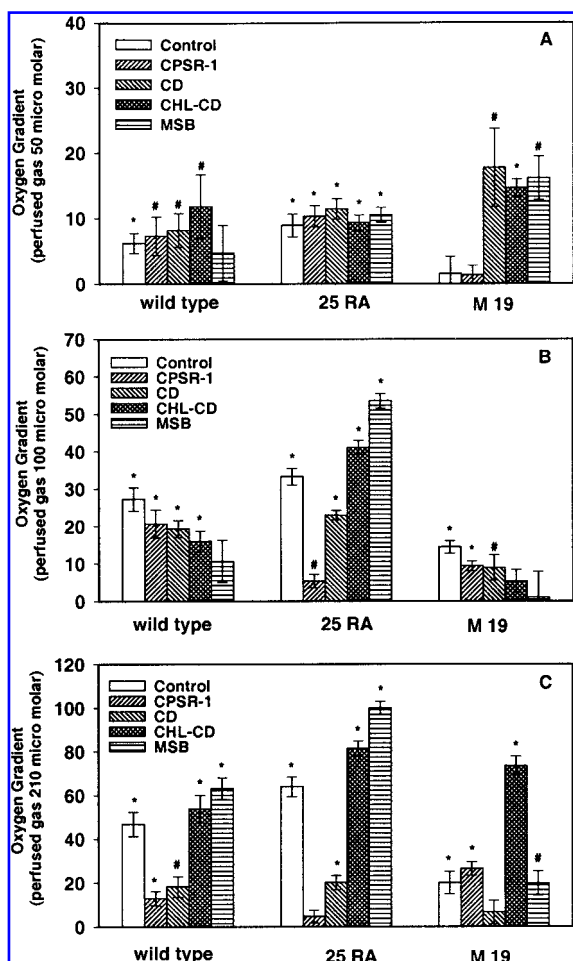 A
Oxygen Gradient
(perfused gas 50 micro molar)
40
30
20
10
0
Control
CPSR-1
CD
CHL-CD
MSB
* # # #
* * * * *
# * #
wild type 25 RA M 19
B
Oxygen Gradient
(perfused gas 100 micro molar)
70
60
50
40
30
20
10
0
Control
CPSR-1
CD
CHL-CD
MSB
* * * *
* # * * *
* * #
wild type 25 RA M 19
C
Oxygen Gradient
(perfused gas 210 micro molar)
120
100
80
60
40
20
0
Control
CPSR-1
CD
CHL-CD
MSB
* * # * *
* * * *
* * * #
wild type 25 RA M 19